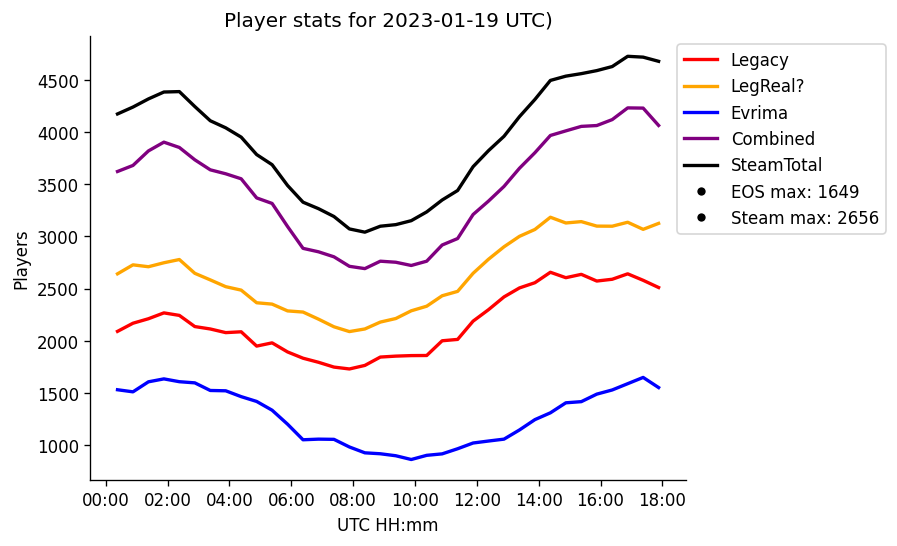 Player stats for 2023-01-19 UTC)
Legacy
LegReal?
Evrima
Combined
SteamTotal
EOS max: 1649
Steam max: 2656
Players
4500
4000
3500
3000
2500
2000
1500
1000
00:00 02:00 04:00 06:00 08:00 10:00 12:00 14:00 16:00 18:00
UTC HH:mm